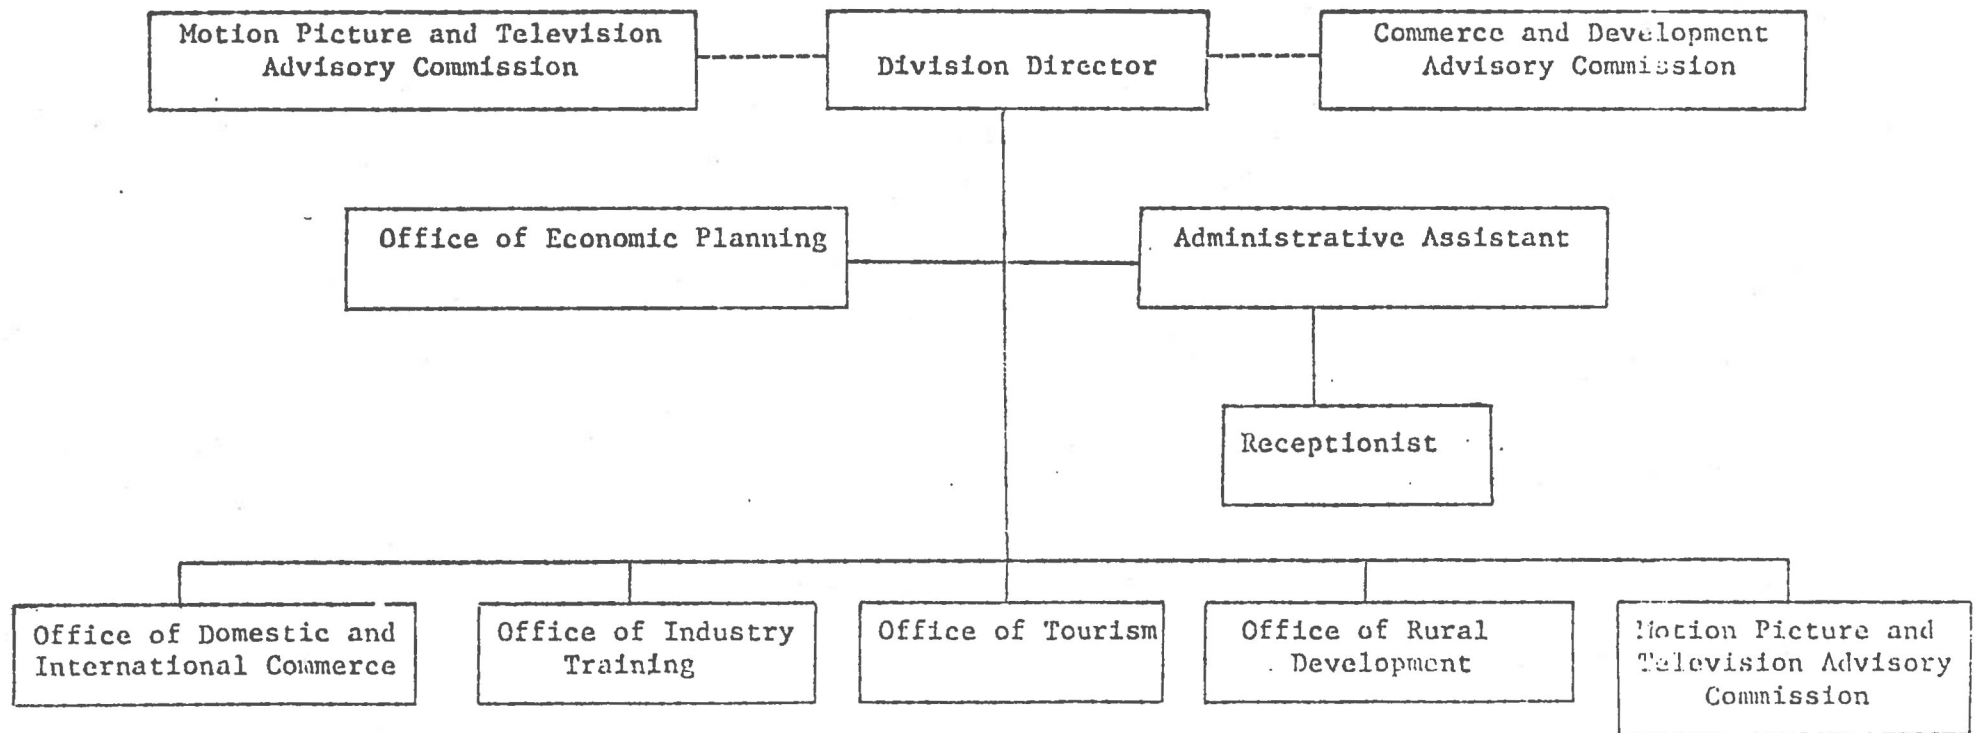 Motion Picture and Television
Advisory Commission
Division Director
Commerce and Development
Advisory Commission
Office of Economic Planning
Administrative Assistant
Receptionist
Office of Domestic and
International Commerce
Office of Industry
Training
Office of Tourism
Office of Rural
Development
Motion Picture and
Television Advisory
Commission